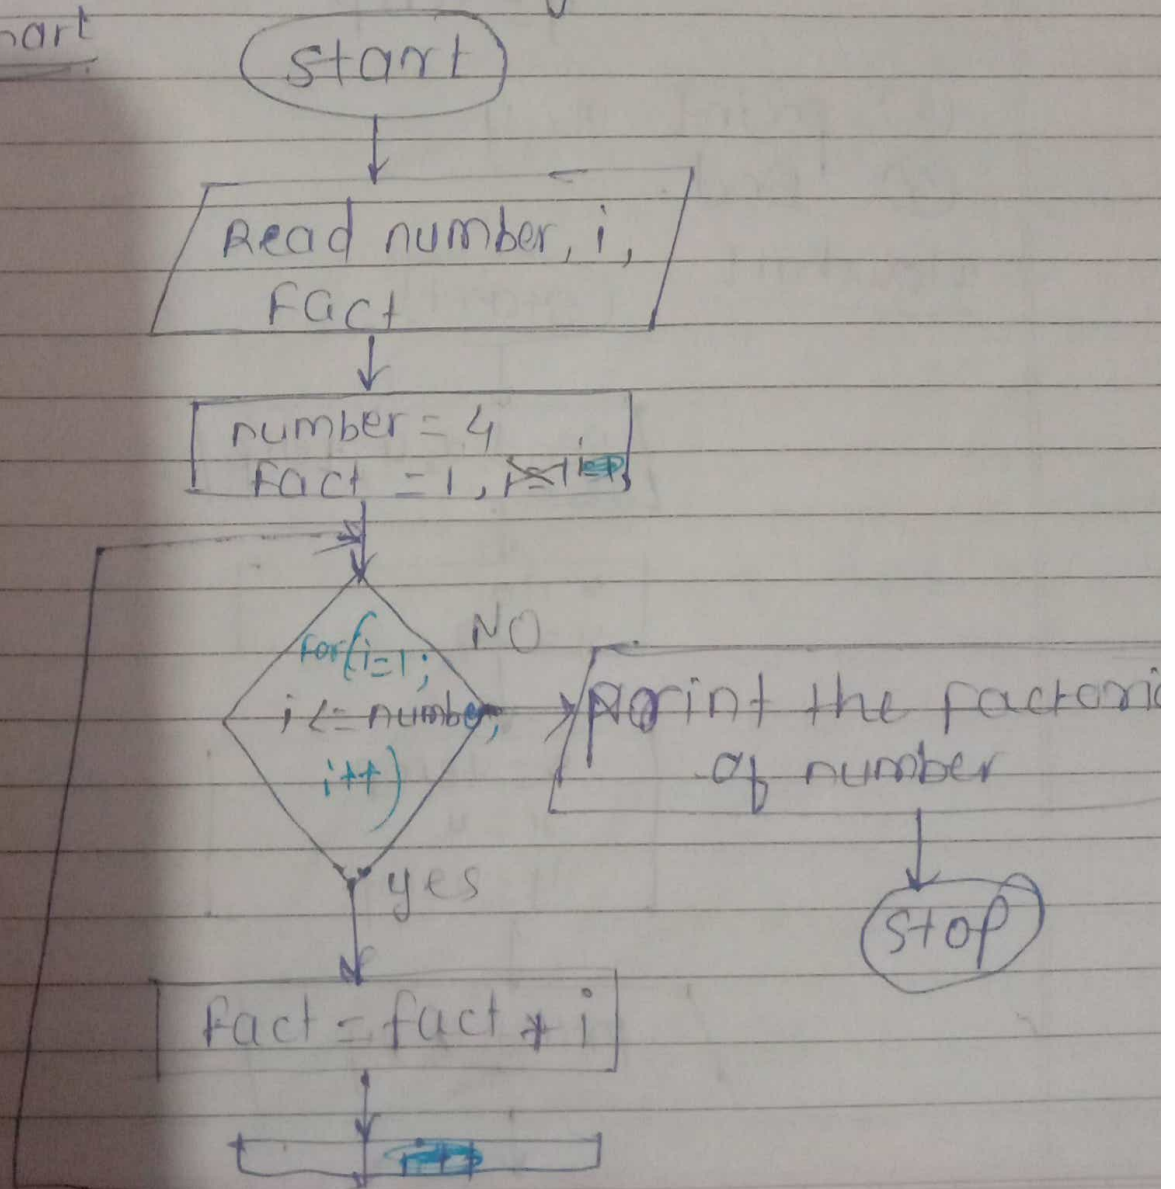 start
Read number, i,
Fact
number = 4
Fact = 1,
for(i=1;
i <= number;
i++)
NO
print the factori
of number
yes
stop
Fact = fact * i